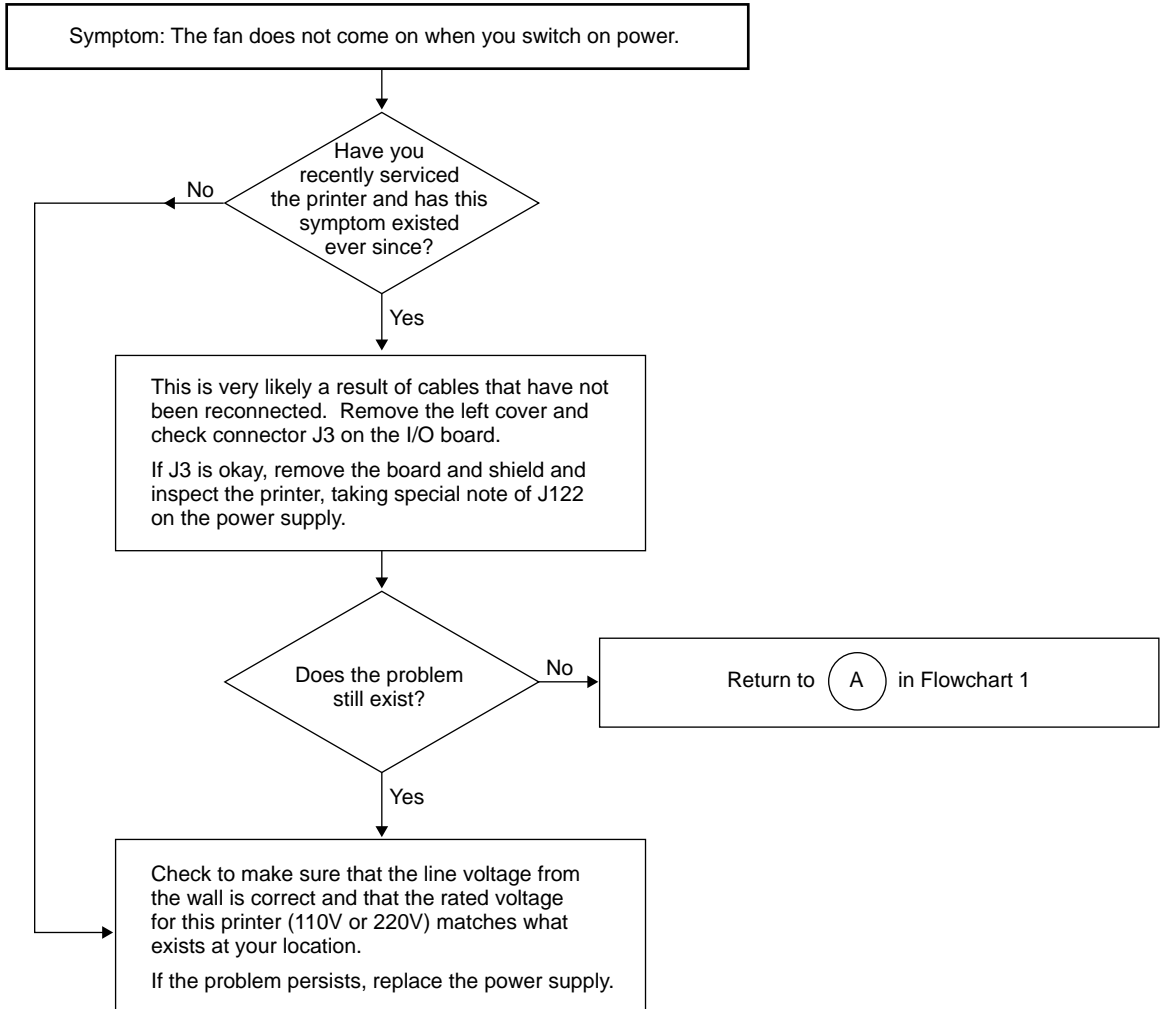 Symptom: The fan does not come on when you switch on power.
Have you
recently serviced
the printer and has this
symptom existed
ever since?
No
Yes
This is very likely a result of cables that have not
been reconnected. Remove the left cover and
check connector J3 on the I/O board.
If J3 is okay, remove the board and shield and
inspect the printer, taking special note of J122
on the power supply.
Does the problem
still exist?
No
Return to A in Flowchart 1
Yes
Check to make sure that the line voltage from
the wall is correct and that the rated voltage
for this printer (110V or 220V) matches what
exists at your location.
If the problem persists, replace the power supply.